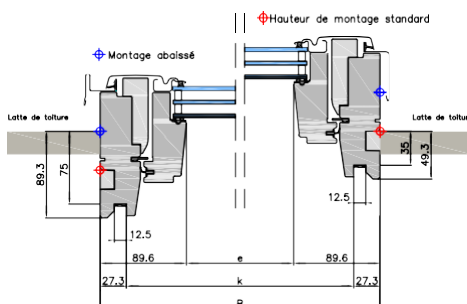 Hauteur de montage standard
Montage abaissé
Latte de toiture
Latte de toiture
89.3
75
35
49.3
12.5
12.5
89.6
e
89.6
27.3
k
27.3